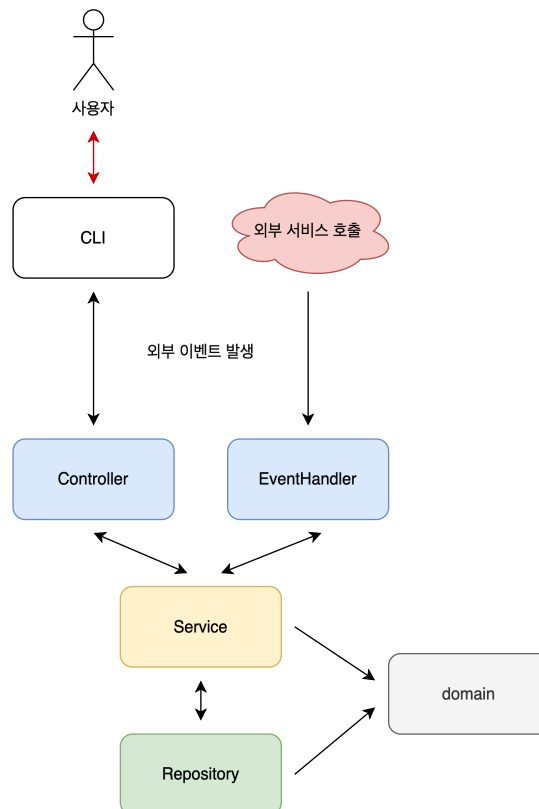 사용자
CLI
외부 서비스 호출
외부 이벤트 발생
Controller
EventHandler
Service
domain
Repository